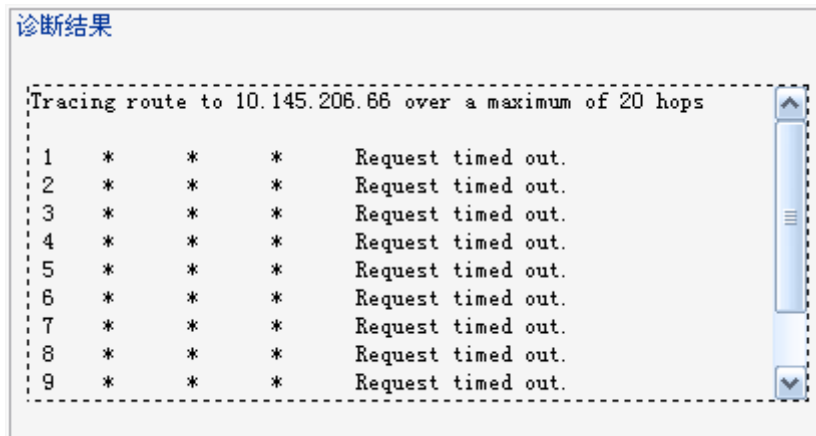 诊断结果
Tracing route to 10.145.206.66 over a maximum of 20 hops
1 * * * Request timed out.
2 * * * Request timed out.
3 * * * Request timed out.
4 * * * Request timed out.
5 * * * Request timed out.
6 * * * Request timed out.
7 * * * Request timed out.
8 * * * Request timed out.
9 * * * Request timed out.